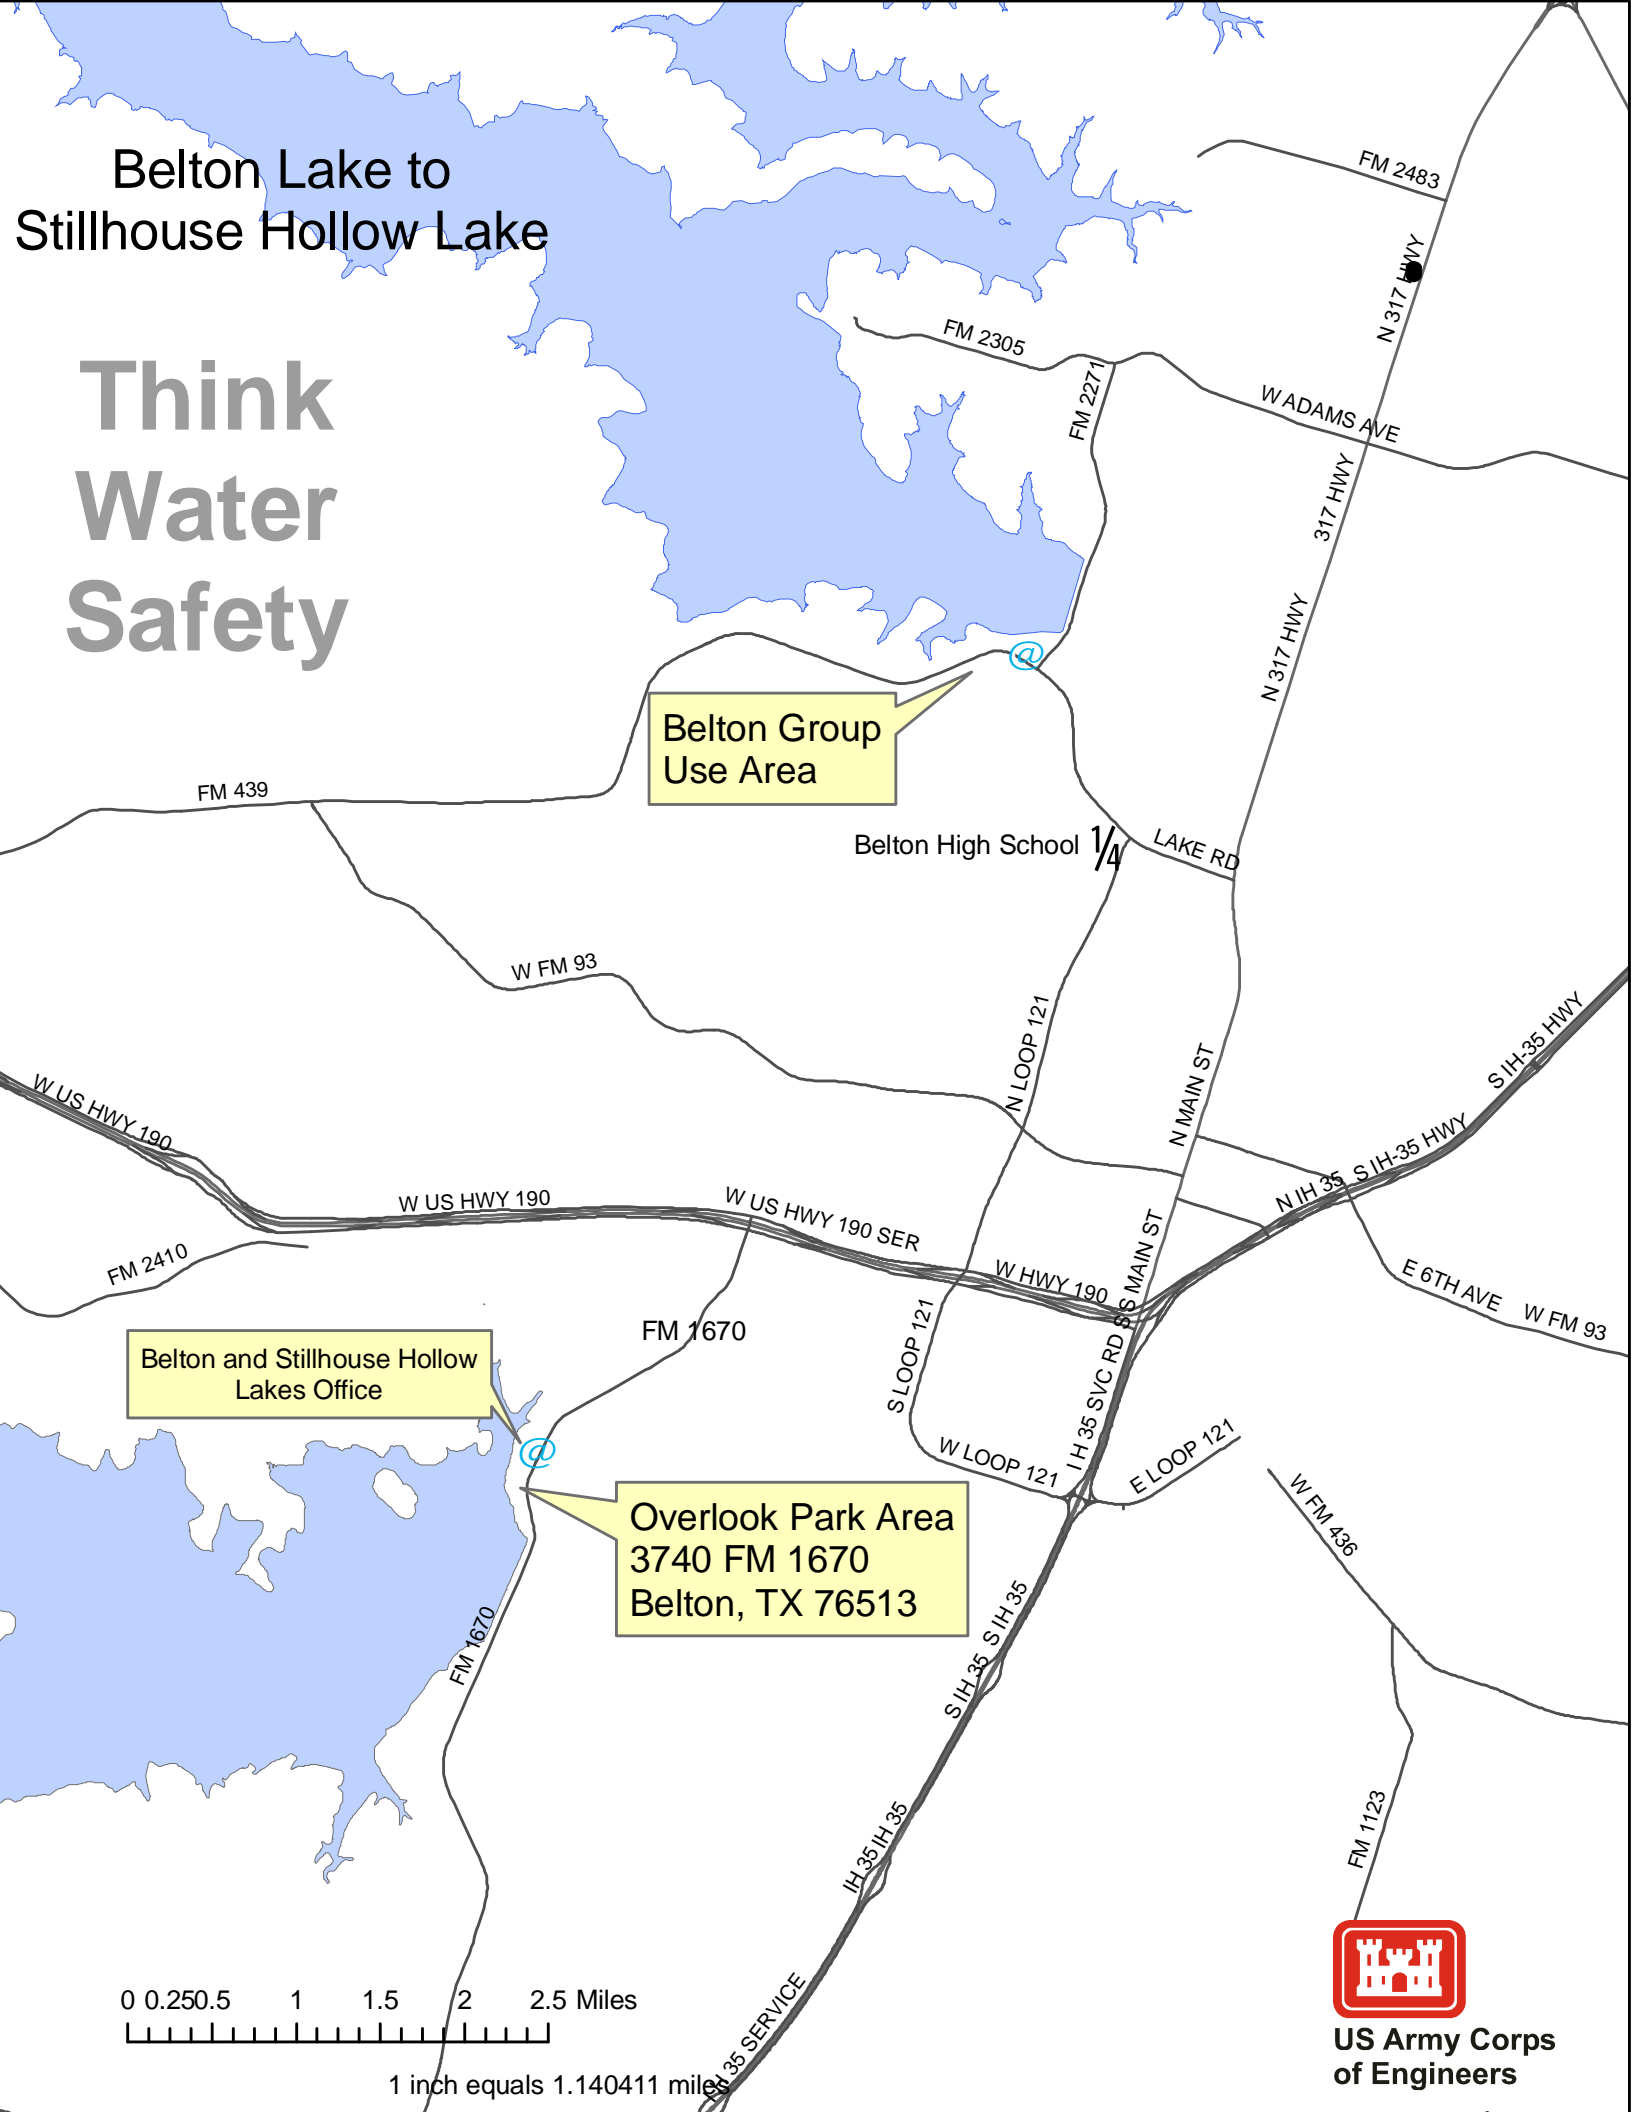 Belton Lake to
Stillhouse Hollow Lake
Think
Water
Safety
FM 2483
N 317 HWY
FM 2305
FM 2271
W ADAMS AVE
317 HWY
N 317 HWY
@
Belton Group
Use Area
FM 439
Belton High School 1/4
LAKE RD
W FM 93
N LOOP 121
N MAIN ST
S IH-35 HWY
W US HWY 190
S IH-35 HWY
N IH 35
W US HWY 190
W US HWY 190 SER
FM 2410
W HWY 190
S MAIN ST
E 6TH AVE
W FM 93
FM 1670
S LOOP 121
I H 35 SVC RD S
Belton and Stillhouse Hollow
Lakes Office
@
W LOOP 121
E LOOP 121
W FM 436
Overlook Park Area
3740 FM 1670
Belton, TX 76513
FM 1670
S IH 35
S IH 35
IH 35
IH 35
FM 1123
35 SERVICE
0 0.25 0.5 1 1.5 2 2.5 Miles
1 inch equals 1.140411 miles
US Army Corps
of Engineers